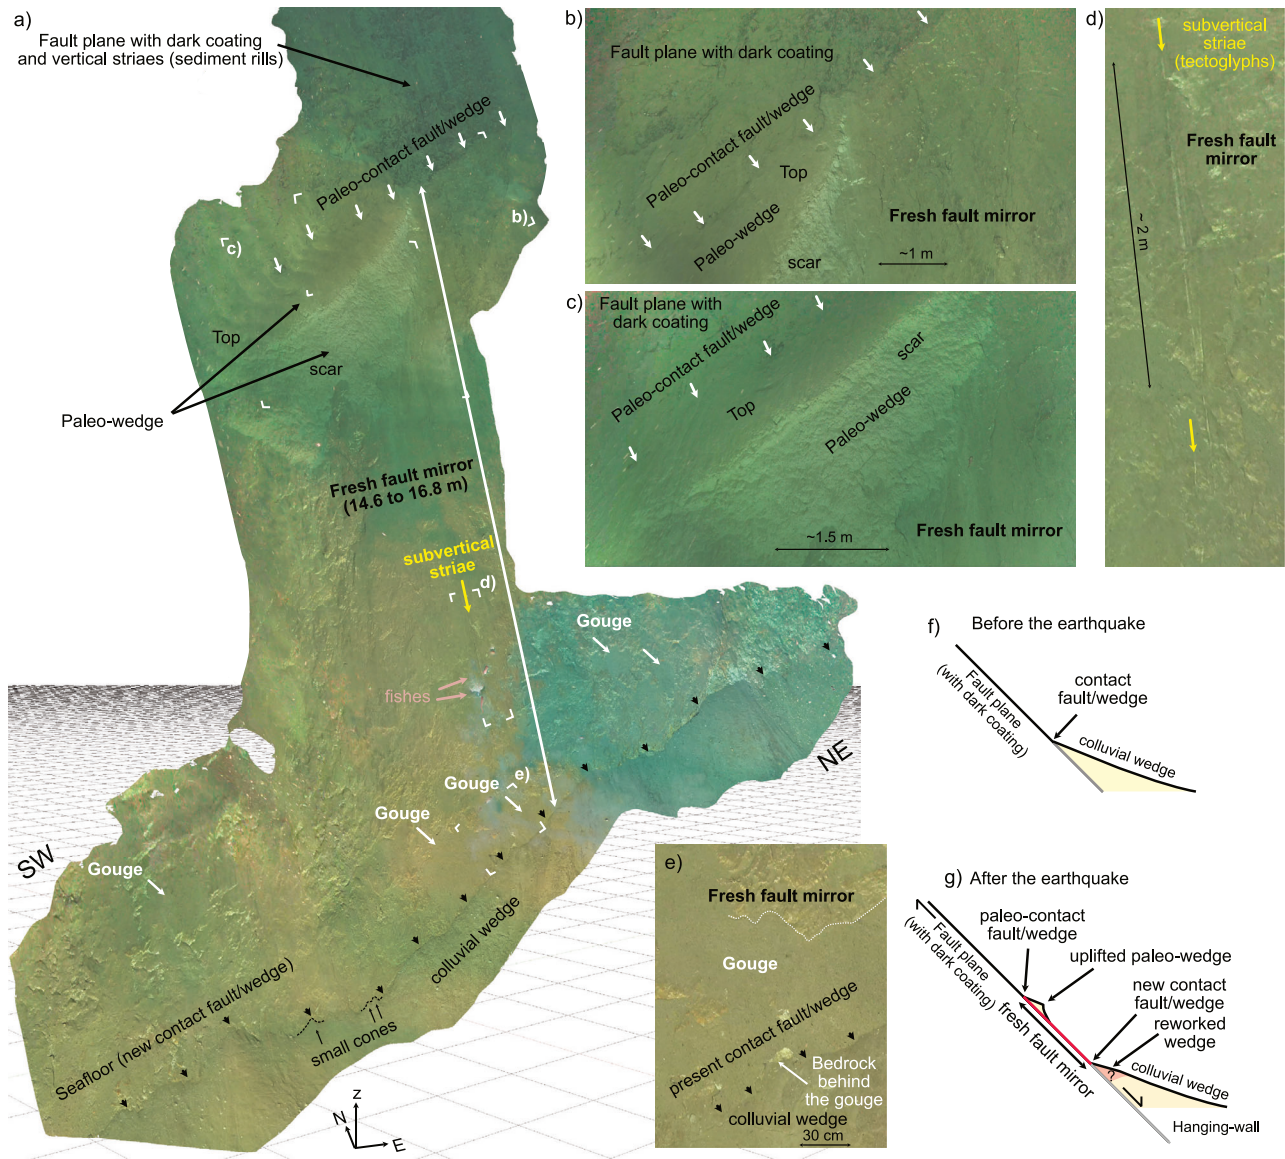 a)
Fault plane with dark coating
and vertical striaes (sediment rills)
Paleo-contact fault/wedge
b)
c)
Top
scar
Paleo-wedge
Fresh fault mirror
(14.6 to 16.8 m)
subvertical
striae
d)
Gouge
fishes
NE
Gouge
e)
Gouge
SW
Gouge
colluvial wedge
Seafloor (new contact fault/wedge)
small cones
z
N
E
b)
Fault plane with dark coating
Paleo-contact fault/wedge
Top
Paleo-wedge
Fresh fault mirror
scar
~1 m
c)
Fault plane with
dark coating
Paleo-contact fault/wedge
scar
Top
Paleo-wedge
Fresh fault mirror
~1.5 m
d)
subvertical
striae
(tectoglyphs)
Fresh fault
mirror
~ 2 m
e)
Fresh fault mirror
Gouge
present contact fault/wedge
Bedrock
behind
the gouge
colluvial wedge
30 cm
f)
Before the earthquake
Fault plane
(with dark coating)
contact
fault/wedge
colluvial wedge
g)
After the earthquake
paleo-contact
fault/wedge
Fault plane
(with dark coating)
uplifted paleo-wedge
new contact
fault/wedge
reworked
wedge
fresh fault mirror
?
colluvial wedge
Hanging-wall